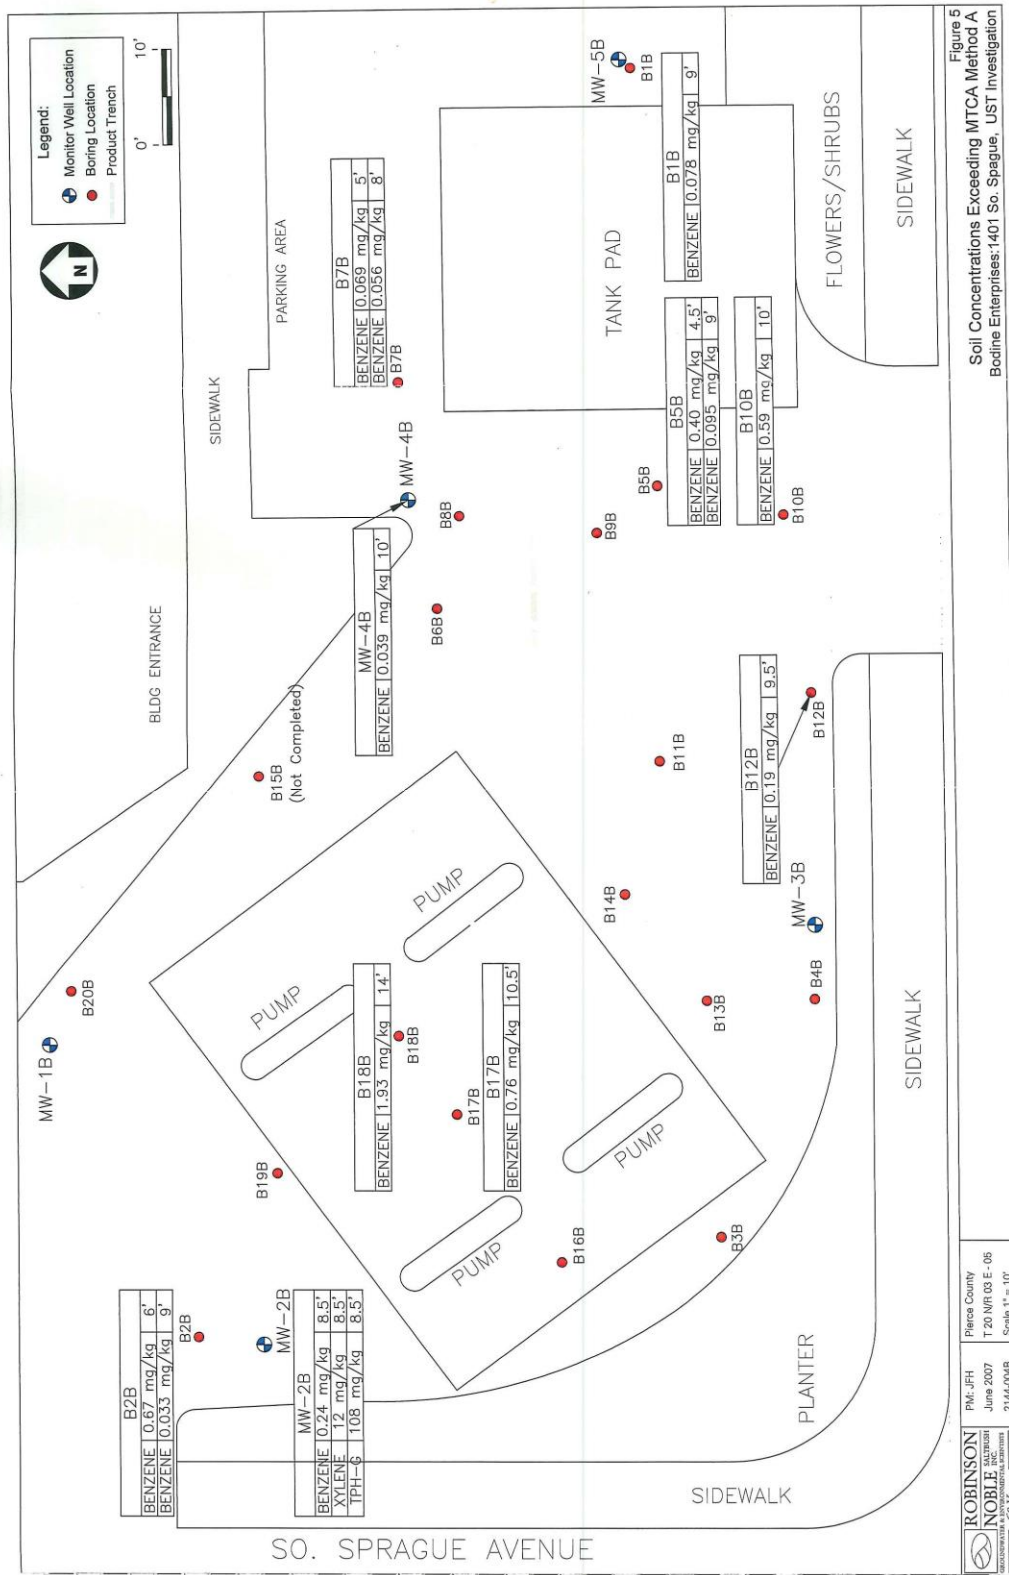 Legend:
Monitor Well Location
Boring Location
Product Trench
0'
10'
N
SO. SPRAGUE AVENUE
SIDEWALK
PLANTER
B2B
BENZENE 0.67 mg/kg 6'
BENZENE 0.033 mg/kg 9'
B2B
MW-2B
MW-2B
BENZENE 0.24 mg/kg 8.5'
XYLENE 12 mg/kg 8.5'
TPH-G 108 mg/kg 8.5'
MW-1B
B20B
B19B
BLDG ENTRANCE
SIDEWALK
PARKING AREA
B15B
(Not Completed)
PUMP
PUMP
PUMP
PUMP
B18B
BENZENE 1.93 mg/kg 14'
B18B
B17B
B17B
BENZENE 0.76 mg/kg 10.5'
B16B
B3B
MW-4B
BENZENE 0.039 mg/kg 10'
MW-4B
B7B
BENZENE 0.069 mg/kg 5'
BENZENE 0.056 mg/kg 8'
B7B
B6B
B8B
B9B
B5B
B5B
BENZENE 0.40 mg/kg 4.5'
BENZENE 0.095 mg/kg 9'
B10B
BENZENE 0.59 mg/kg 10'
B10B
TANK PAD
MW-5B
B1B
B1B
BENZENE 0.078 mg/kg 9'
B11B
B14B
B13B
B4B
MW-3B
B12B
BENZENE 0.19 mg/kg 9.5'
B12B
FLOWERS/SHRUBS
SIDEWALK
SIDEWALK
ROBINSON
NOBLE SALTBUSH
INC.
GROUNDWATER & ENVIRONMENTAL SCIENTISTS
PM: JFH
June 2007
2144-004B
Pierce County
T 20 N/R 03 E - 05
Scale 1" = 10'
Figure 5
Soil Concentrations Exceeding MTCA Method A
Bodine Enterprises:1401 So. Spague, UST Investigation